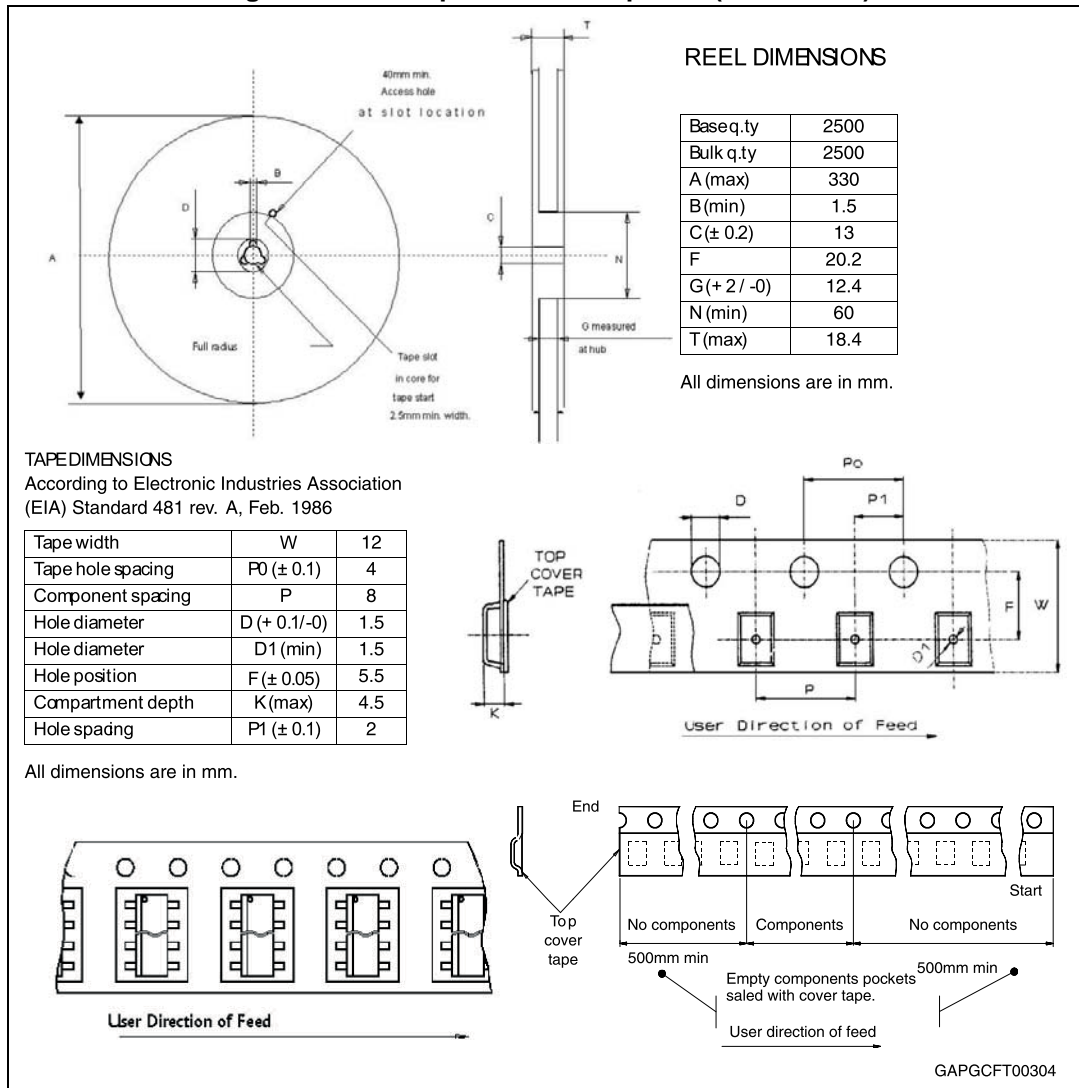 T
REEL DIMENSIONS
40mm min.
Access hole
at slot location
B
D
C
A
N
Full radius
Tape slot
in core for
tape start
2.5mm min. width.
G measured
at hub
Base q.ty 2500
Bulk q.ty 2500
A (max) 330
B (min) 1.5
C (± 0.2) 13
F 20.2
G (+ 2 / -0) 12.4
N (min) 60
T (max) 18.4
All dimensions are in mm.
TAPE DIMENSIONS
According to Electronic Industries Association
(EIA) Standard 481 rev. A, Feb. 1986
Tape width W 12
Tape hole spacing P0 (± 0.1) 4
Component spacing P 8
Hole diameter D (+ 0.1/-0) 1.5
Hole diameter D1 (min) 1.5
Hole position F (± 0.05) 5.5
Compartment depth K (max) 4.5
Hole spacing P1 (± 0.1) 2
All dimensions are in mm.
Po
D
P1
TOP
COVER
TAPE
F
W
D1
K
P
User Direction of Feed
User Direction of Feed
End
Start
Top
cover
tape
No components
Components
No components
500mm min
Empty components pockets
saled with cover tape.
500mm min
User direction of feed
GAPGCFT00304